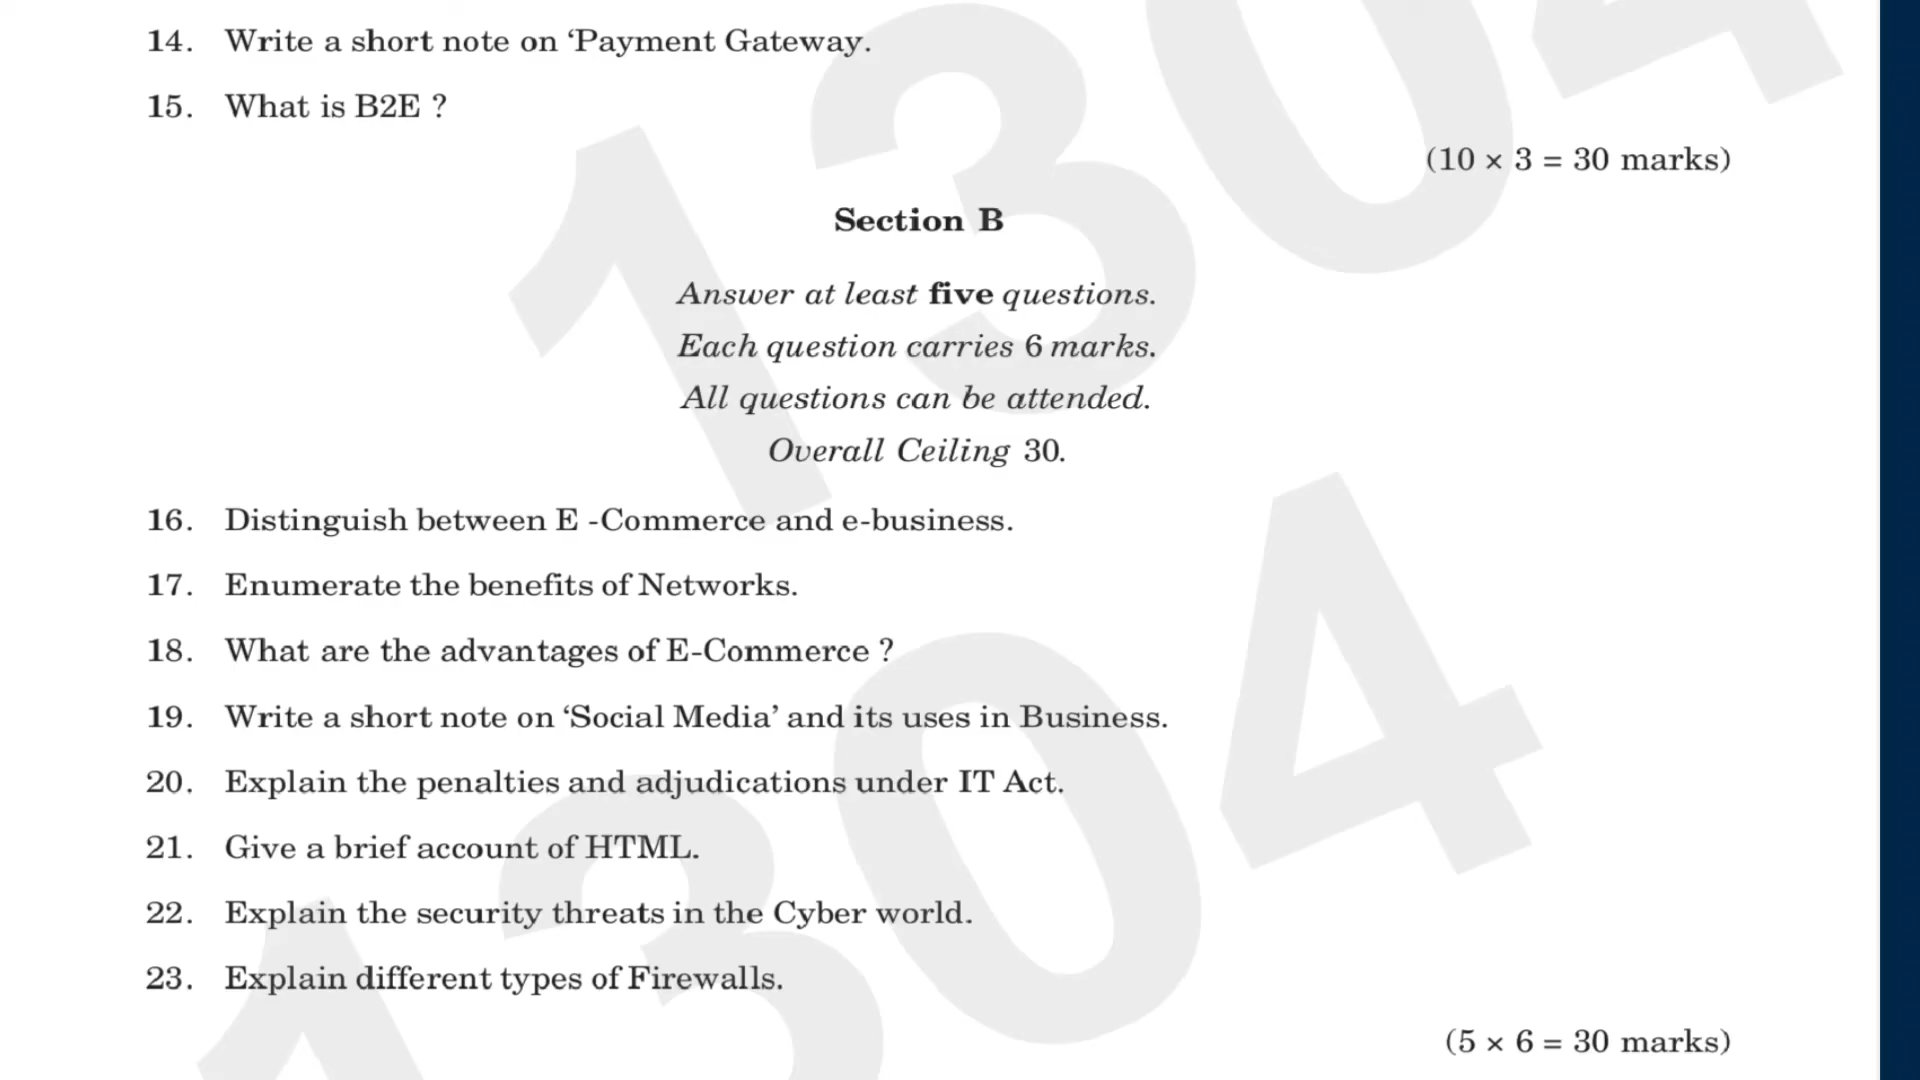 14. Write a short note on ‘Payment Gateway.
15. What is B2E ?
(10 × 3 = 30 marks)
Section B
Answer at least five questions.
Each question carries 6 marks.
All questions can be attended.
Overall Ceiling 30.
16. Distinguish between E -Commerce and e-business.
17. Enumerate the benefits of Networks.
18. What are the advantages of E-Commerce ?
19. Write a short note on ‘Social Media’ and its uses in Business.
20. Explain the penalties and adjudications under IT Act.
21. Give a brief account of HTML.
22. Explain the security threats in the Cyber world.
23. Explain different types of Firewalls.
(5 × 6 = 30 marks)
1304
1304